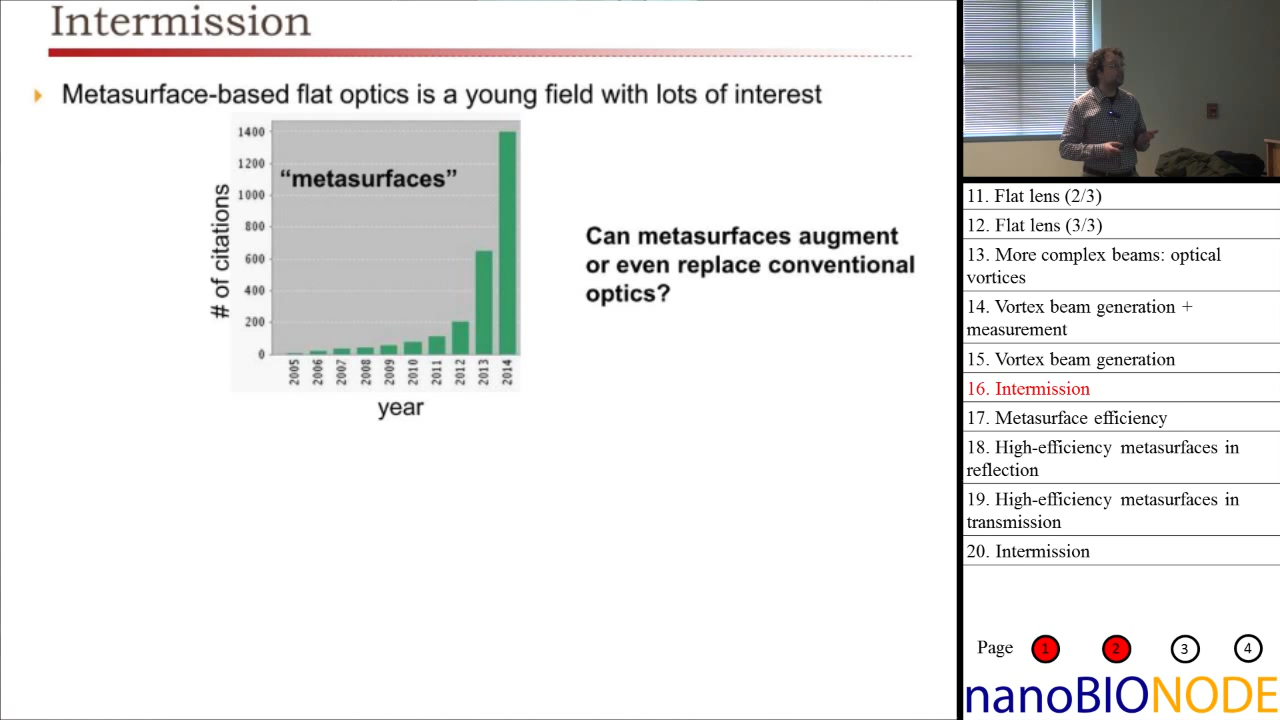 Intermission
Metasurface-based flat optics is a young field with lots of interest
1400
1200
1000
800
600
400
200
0
"metasurfaces"
# of citations
2005
2006
2007
2008
2009
2010
2011
2012
2013
2014
year
Can metasurfaces augment
or even replace conventional
optics?
11. Flat lens (2/3)
12. Flat lens (3/3)
13. More complex beams: optical
vortices
14. Vortex beam generation +
measurement
15. Vortex beam generation
16. Intermission
17. Metasurface efficiency
18. High-efficiency metasurfaces in
reflection
19. High-efficiency metasurfaces in
transmission
20. Intermission
Page 1 2 3 4
nanoBIONODE